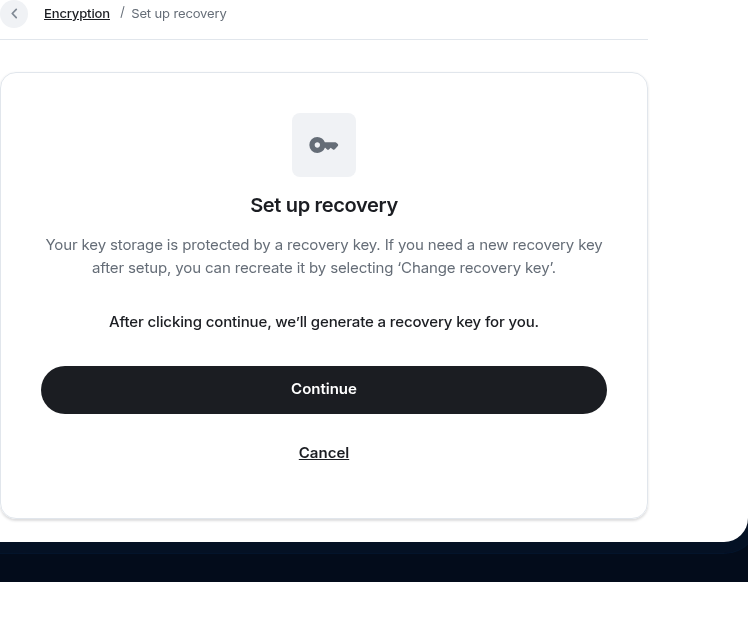 Encryption / Set up recovery
Set up recovery
Your key storage is protected by a recovery key. If you need a new recovery key
after setup, you can recreate it by selecting ‘Change recovery key’.
After clicking continue, we’ll generate a recovery key for you.
Continue
Cancel